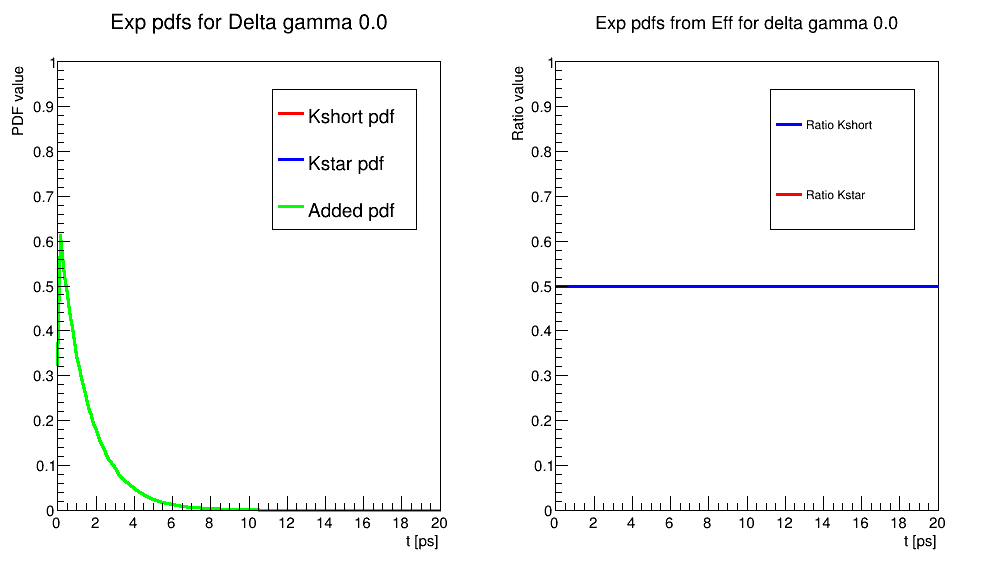 Exp pdfs for Delta gamma 0.0
PDF value
1
0.9
0.8
0.7
0.6
0.5
0.4
0.3
0.2
0.1
0
0 2 4 6 8 10 12 14 16 18 20
t [ps]
Kshort pdf
Kstar pdf
Added pdf
Exp pdfs from Eff for delta gamma 0.0
Ratio value
1
0.9
0.8
0.7
0.6
0.5
0.4
0.3
0.2
0.1
0
0 2 4 6 8 10 12 14 16 18 20
t [ps]
Ratio Kshort
Ratio Kstar